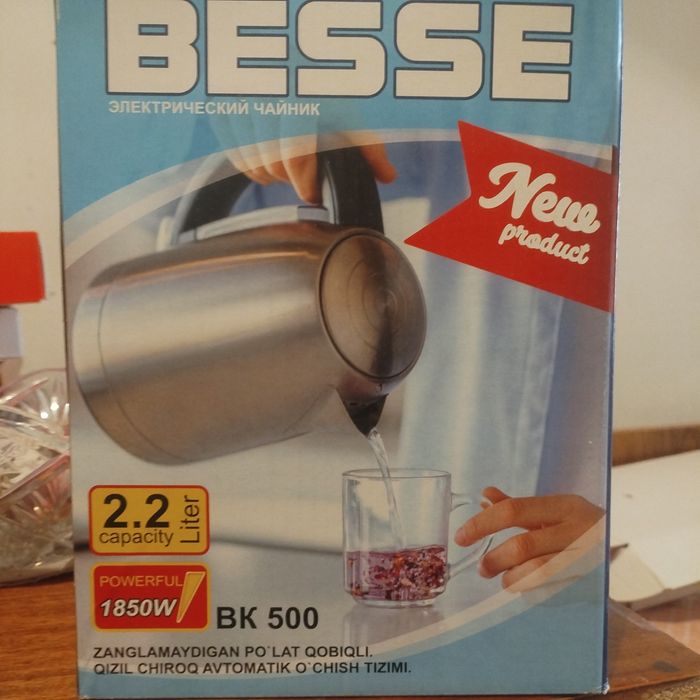 BESSE
ЭЛЕКТРИЧЕСКИЙ ЧАЙНИК
New
product
2.2
capacity
Liter
POWERFUL
1850W
BK 500
ZANGLAMAYDIGAN PO`LAT QOBIQLI.
QIZIL CHIROQ AVTOMATIK O`CHISH TIZIMI.